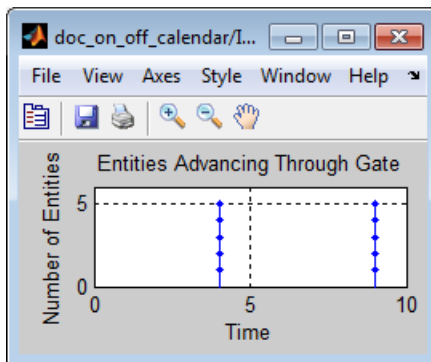 doc_on_off_calendar/I...
File View Axes Style Window Help
Entities Advancing Through Gate
Number of Entities
5
0
0 5 10
Time